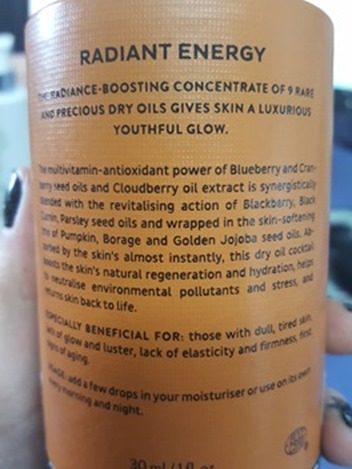 RADIANT ENERGY
THE RADIANCE-BOOSTING CONCENTRATE OF 9 RARE
AND PRECIOUS DRY OILS GIVES SKIN A LUXURIOUS
YOUTHFUL GLOW.
The multivitamin-antioxidant power of Blueberry and Cran-
berry seed oils and Cloudberry oil extract is synergistically
blended with the revitalising action of Blackberry, Black
Cumin, Parsley seed oils and wrapped in the skin-softening
of Pumpkin, Borage and Golden Jojoba seed oils. Ab-
sorbed by the skin's almost instantly, this dry oil cocktail
boosts the skin's natural regeneration and hydration, helps
to neutralise environmental pollutants and stress, and
returns skin back to life.
ESPECIALLY BENEFICIAL FOR: those with dull, tired skin,
lack of glow and luster, lack of elasticity and firmness, first
signs of aging.
USAGE: add a few drops in your moisturiser or use on its own
every morning and night.
30 ml / 1 fl. oz